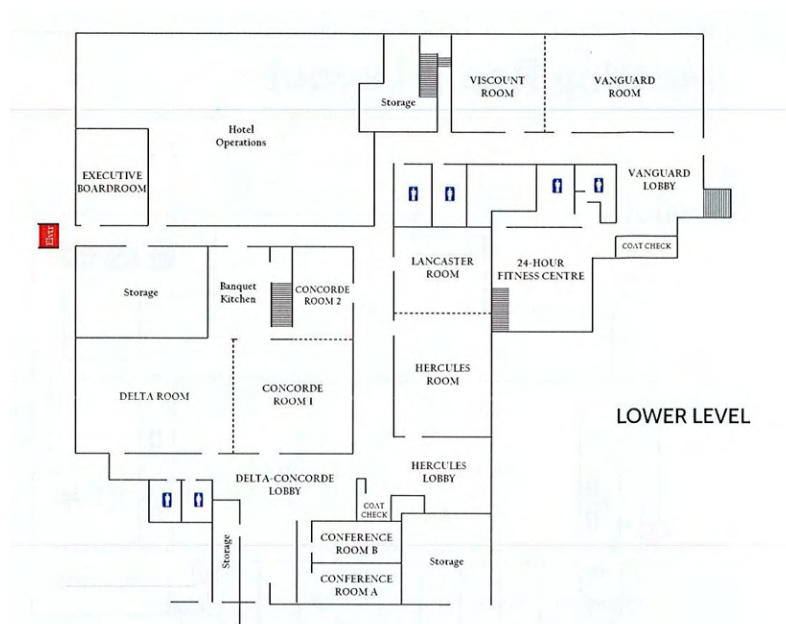 VISCOUNT
ROOM
VANGUARD
ROOM
Storage
Hotel
Operations
EXECUTIVE
BOARDROOM
VANGUARD
LOBBY
Elvtr
COAT CHECK
LANCASTER
ROOM
24-HOUR
FITNESS CENTRE
Storage
Banquet
Kitchen
CONCORDE
ROOM 2
HERCULES
ROOM
DELTA ROOM
CONCORDE
ROOM 1
LOWER LEVEL
HERCULES
LOBBY
DELTA-CONCORDE
LOBBY
COAT
CHECK
Storage
CONFERENCE
ROOM B
Storage
CONFERENCE
ROOM A